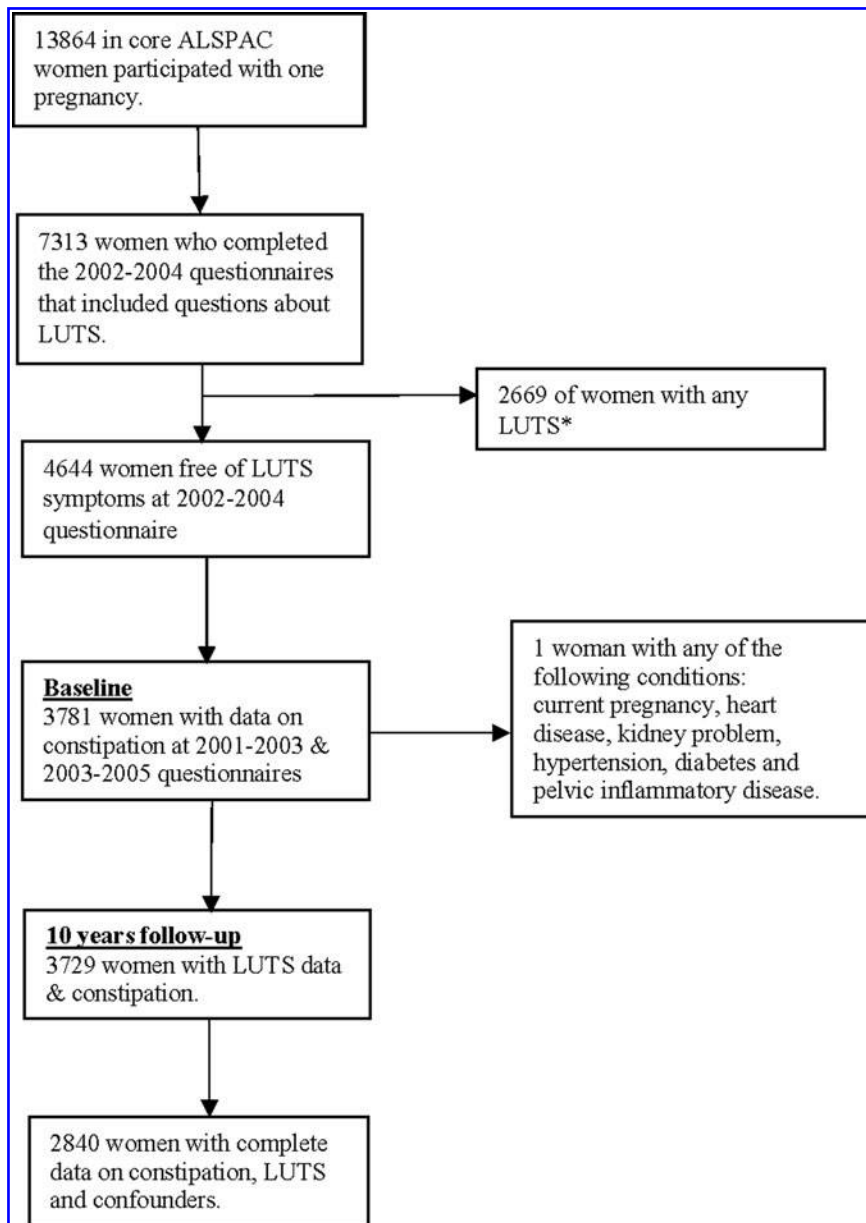 13864 in core ALSPAC
women participated with one
pregnancy.
7313 women who completed
the 2002-2004 questionnaires
that included questions about
LUTS.
2669 of women with any
LUTS*
4644 women free of LUTS
symptoms at 2002-2004
questionnaire
Baseline
3781 women with data on
constipation at 2001-2003 &
2003-2005 questionnaires
1 woman with any of the
following conditions:
current pregnancy, heart
disease, kidney problem,
hypertension, diabetes and
pelvic inflammatory disease.
10 years follow-up
3729 women with LUTS data
& constipation.
2840 women with complete
data on constipation, LUTS
and confounders.